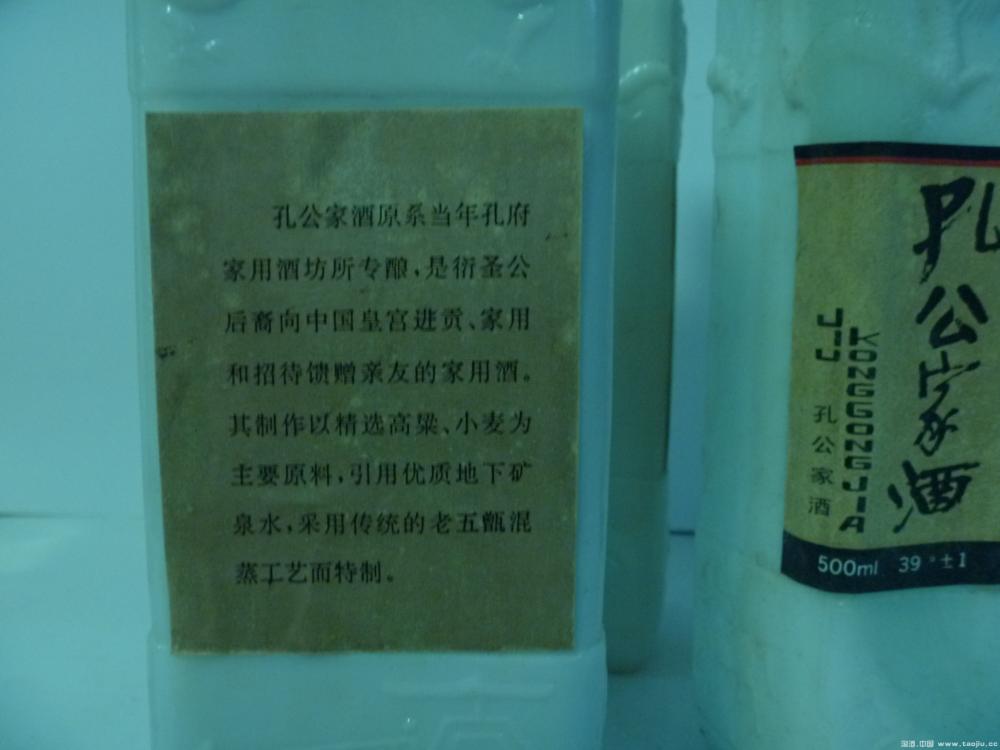 孔公家酒原系当年孔府
家用酒坊所专酿，是衍圣公
后裔向中国皇宫进贡、家用
和招待馈赠亲友的家用酒。
其制作以精选高粱、小麦为
主要原料，引用优质地下矿
泉水，采用传统的老五甑混
蒸工艺而特制。
孔公家酒
KONGGONGJIA
JIU
孔公家酒
500ml 39°±1
淘酒.中国 www.taojiu.cc